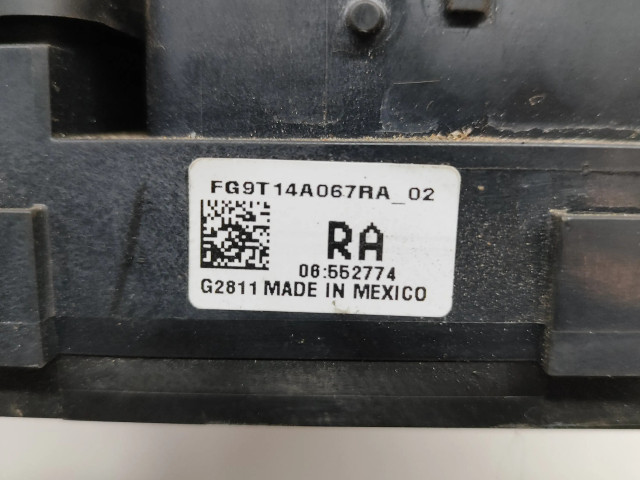 FG9T14A067RA_02
RA
06:552774
G2811 MADE IN MEXICO